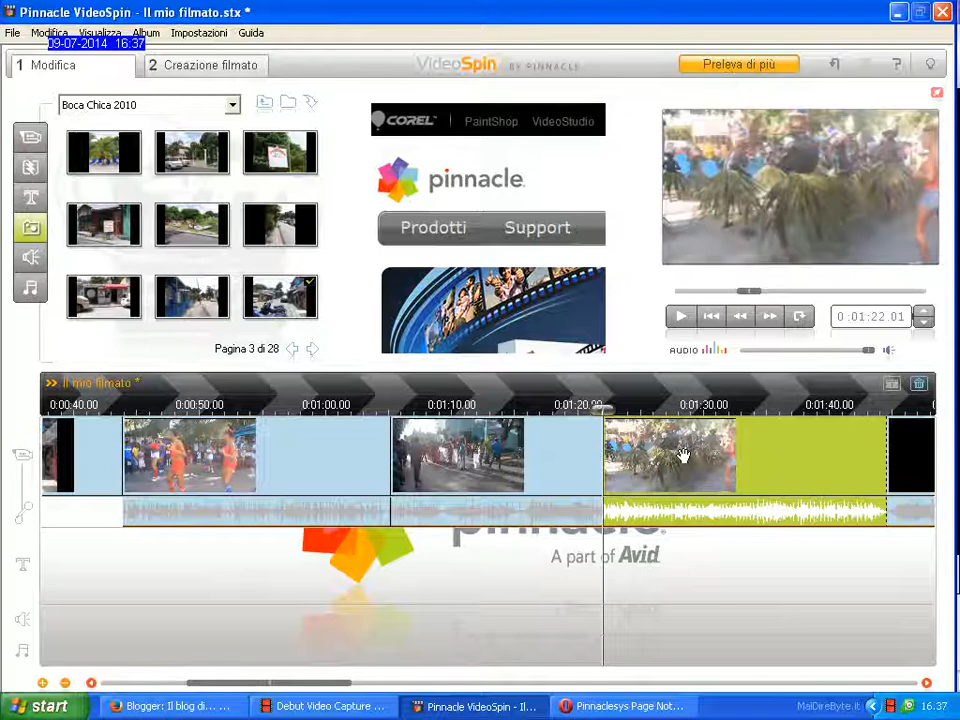 Pinnacle VideoSpin - Il mio filmato.stx *
File Modifica Visualizza Album Impostazioni Guida
09-07-2014 16:37
1 Modifica
2 Creazione filmato
VideoSpin BY PINNACLE
Preleva di più
Boca Chica 2010
COREL PaintShop VideoStudio
pinnacle
Prodotti Support
0:01:22.01
AUDIO
Pagina 3 di 28
Il mio filmato *
0:00:40.00 0:00:50.00 0:01:00.00 0:01:10.00 0:01:20.00 0:01:30.00 0:01:40.00
pinnacle
A part of Avid
start
Blogger: Il blog di...
Debut Video Capture ...
Pinnacle VideoSpin - Il...
Pinnaclesys Page Not...
MalDireByte.It
16.37